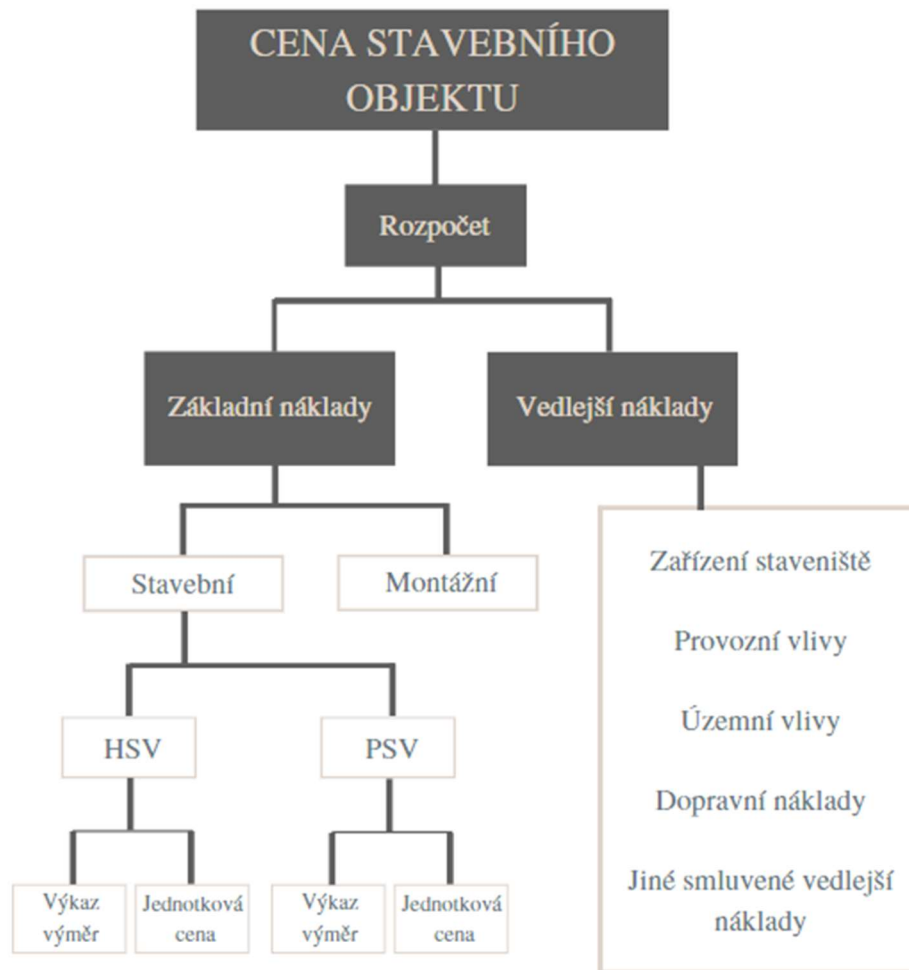 CENA STAVEBNÍHO
OBJEKTU
Rozpočet
Základní náklady
Vedlejší náklady
Stavební
Montážní
HSV
PSV
Výkaz
výměr
Jednotková
cena
Výkaz
výměr
Jednotková
cena
Zařízení staveniště
Provozní vlivy
Územní vlivy
Dopravní náklady
Jiné smluvené vedlejší
náklady